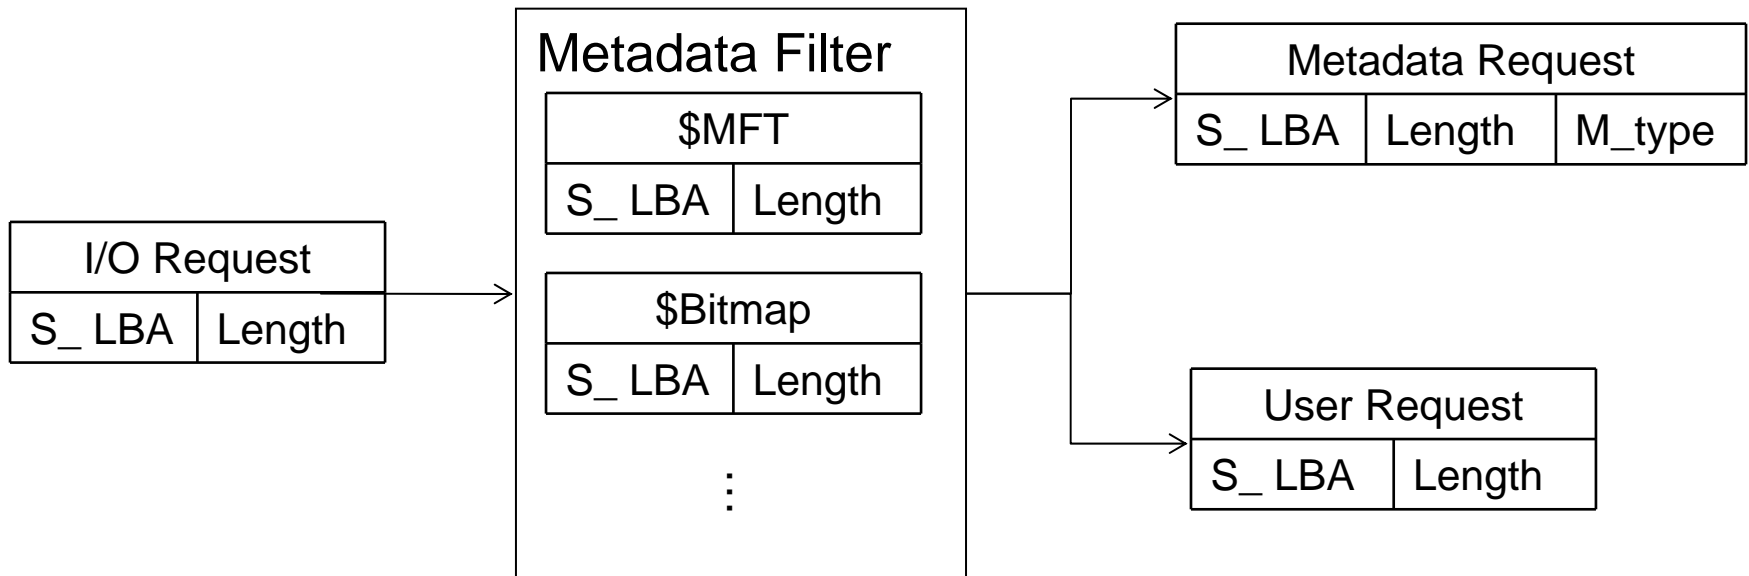 I/O Request
S_ LBA Length
Metadata Filter
$MFT
S_ LBA Length
$Bitmap
S_ LBA Length
⋮
Metadata Request
S_ LBA Length M_type
User Request
S_ LBA Length